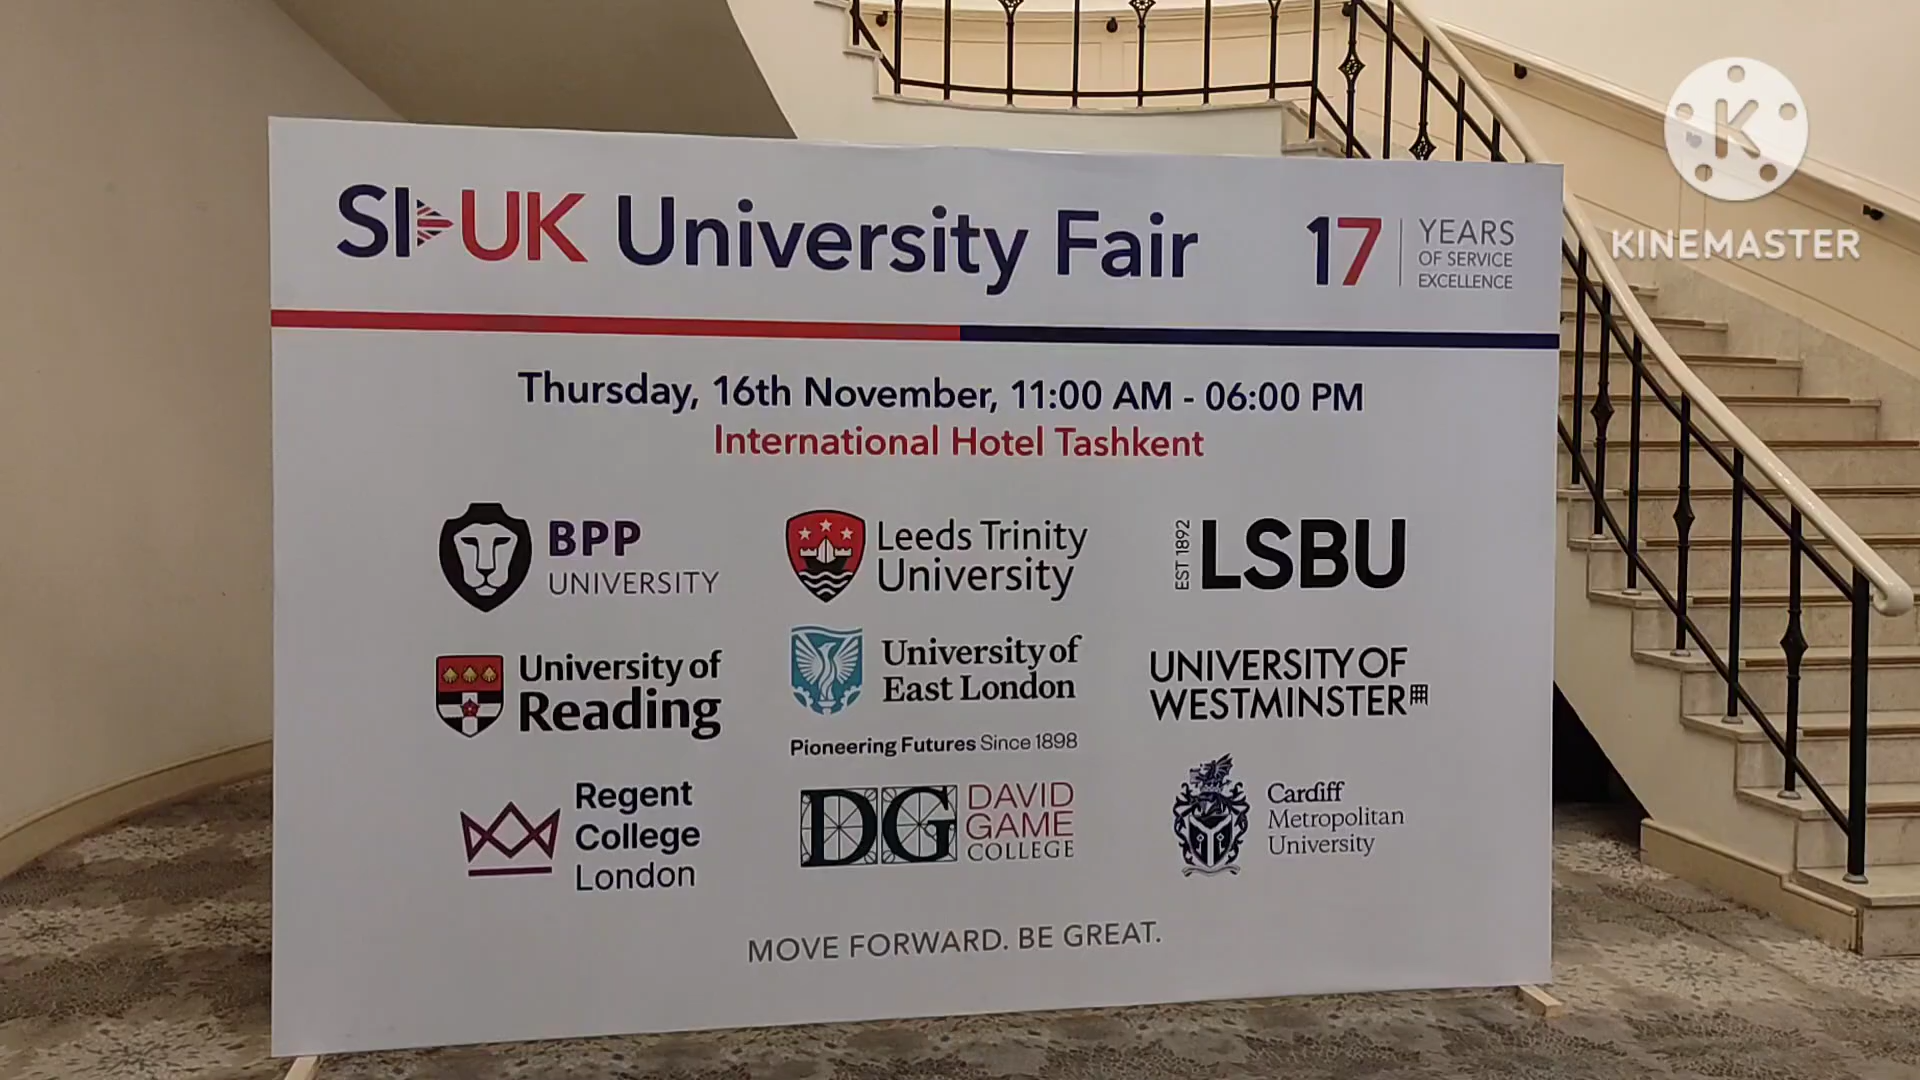 SI UK University Fair
17 YEARS
OF SERVICE
EXCELLENCE
K
KINEMASTER
Thursday, 16th November, 11:00 AM - 06:00 PM
International Hotel Tashkent
BPP
UNIVERSITY
Leeds Trinity
University
EST 1892
LSBU
University of
Reading
University of
East London
Pioneering Futures Since 1898
UNIVERSITY OF
WESTMINSTER
Regent
College
London
DG
DAVID
GAME
COLLEGE
Cardiff
Metropolitan
University
MOVE FORWARD. BE GREAT.